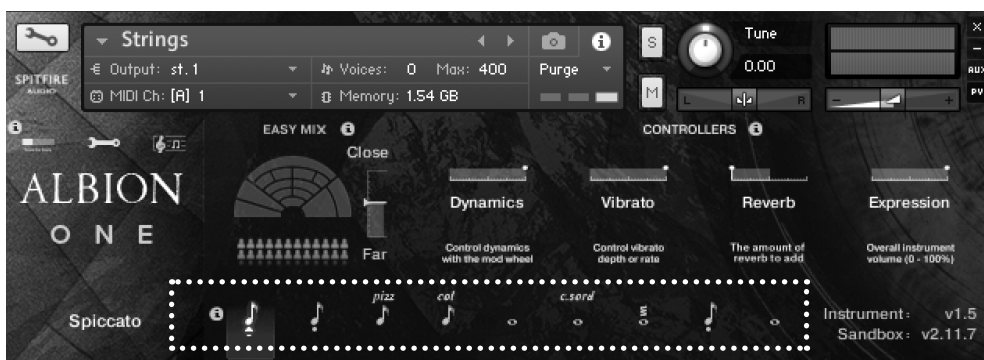 Strings
S
Tune
0.00
SPITFIRE
AUDIO
Output: st.1
Voices: 0 Max: 400
Purge
MIDI Ch: [A] 1
Memory: 1.54 GB
M
L
R
-
+
×
-
AUX
PV
EASY MIX
CONTROLLERS
Close
Far
ALBION
ONE
Dynamics
Vibrato
Reverb
Expression
Control dynamics
with the mod wheel
Control vibrato
depth or rate
The amount of
reverb to add
Overall instrument
volume (0 - 100%)
Spiccato
pizz
col
c.sord
Instrument: v1.5
Sandbox: v2.11.7